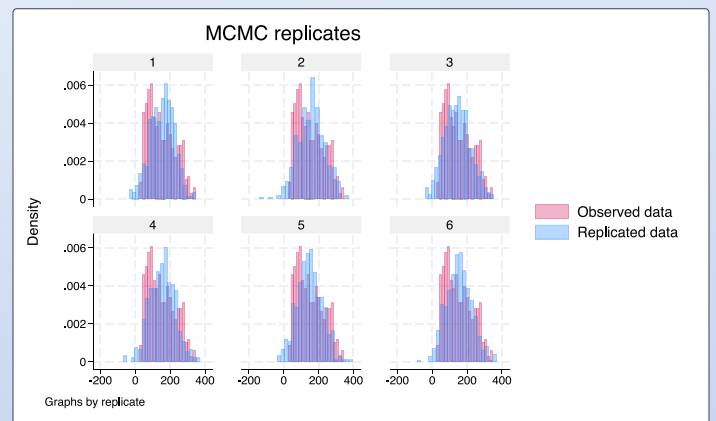 MCMC replicates
1 2 3
.006
.004
.002
0
Density
4 5 6
.006
.004
.002
0
-200 0 200 400 -200 0 200 400 -200 0 200 400
Observed data
Replicated data
Graphs by replicate